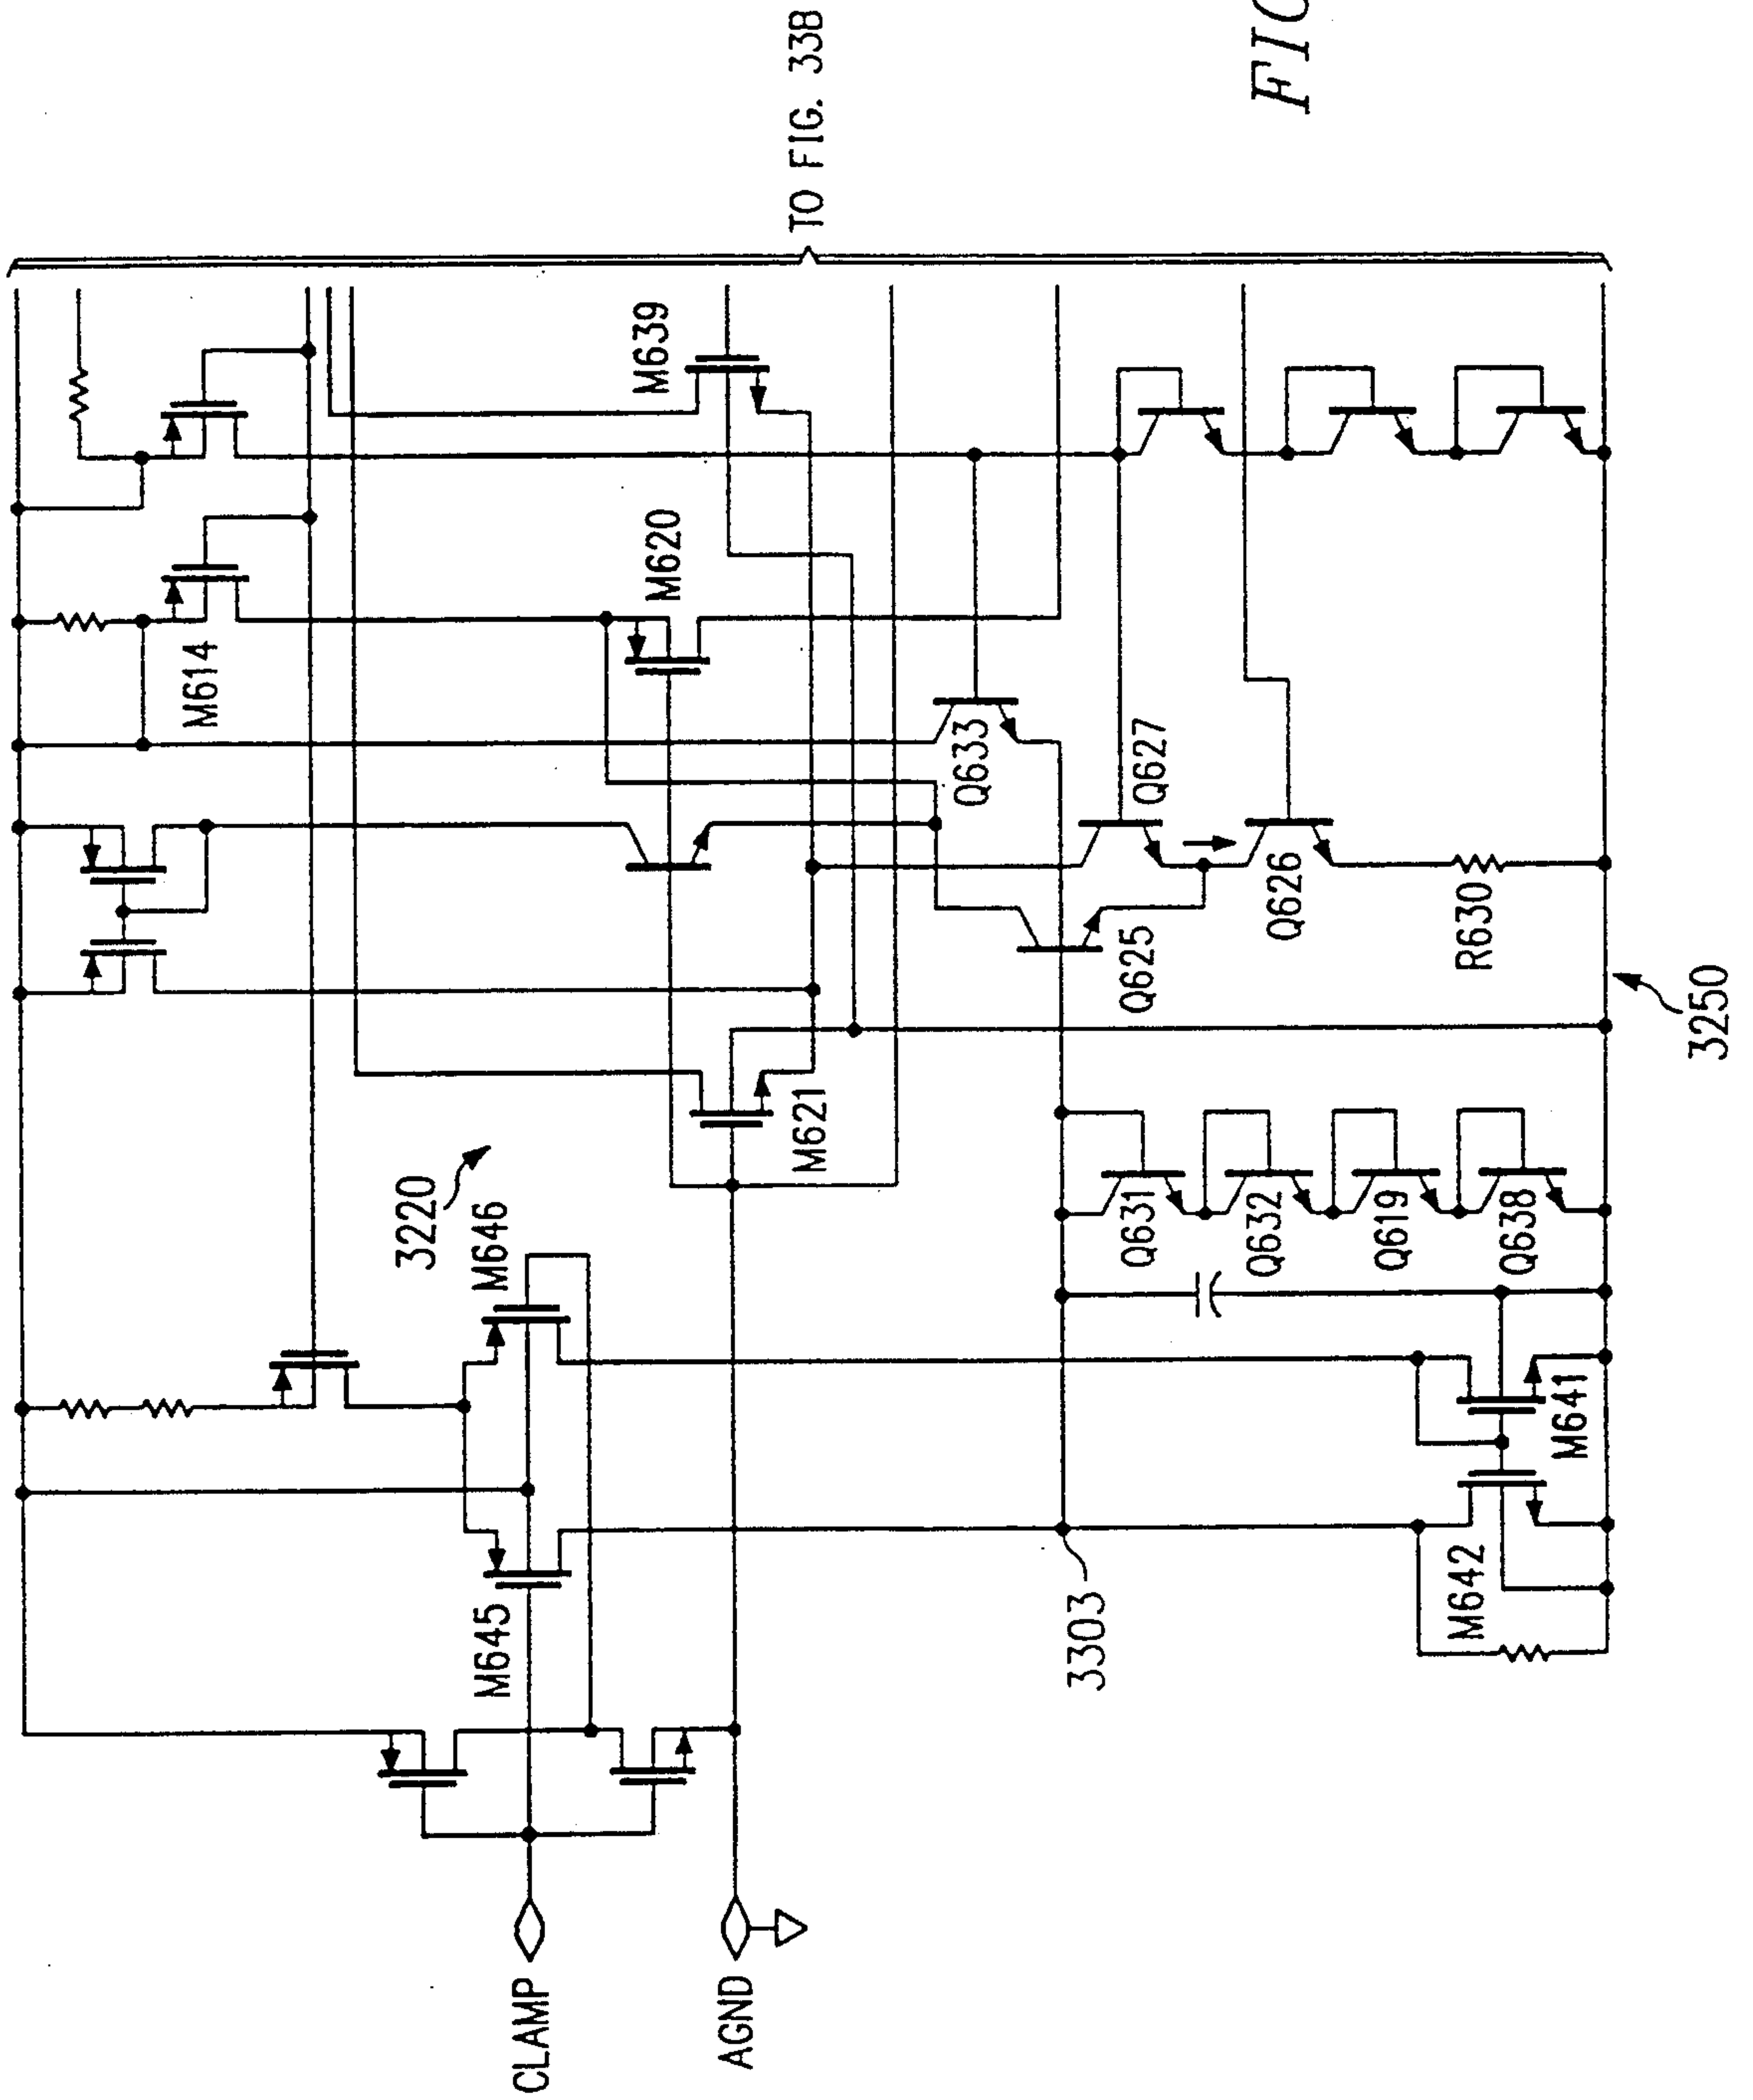 TO FIG. 33B
FIG
M639
M620
M614
Q633
Q627
Q626
R630
Q625
3250
M621
3220
M646
Q631
Q632
Q619
Q638
M641
M645
M642
3303
CLAMP
AGND